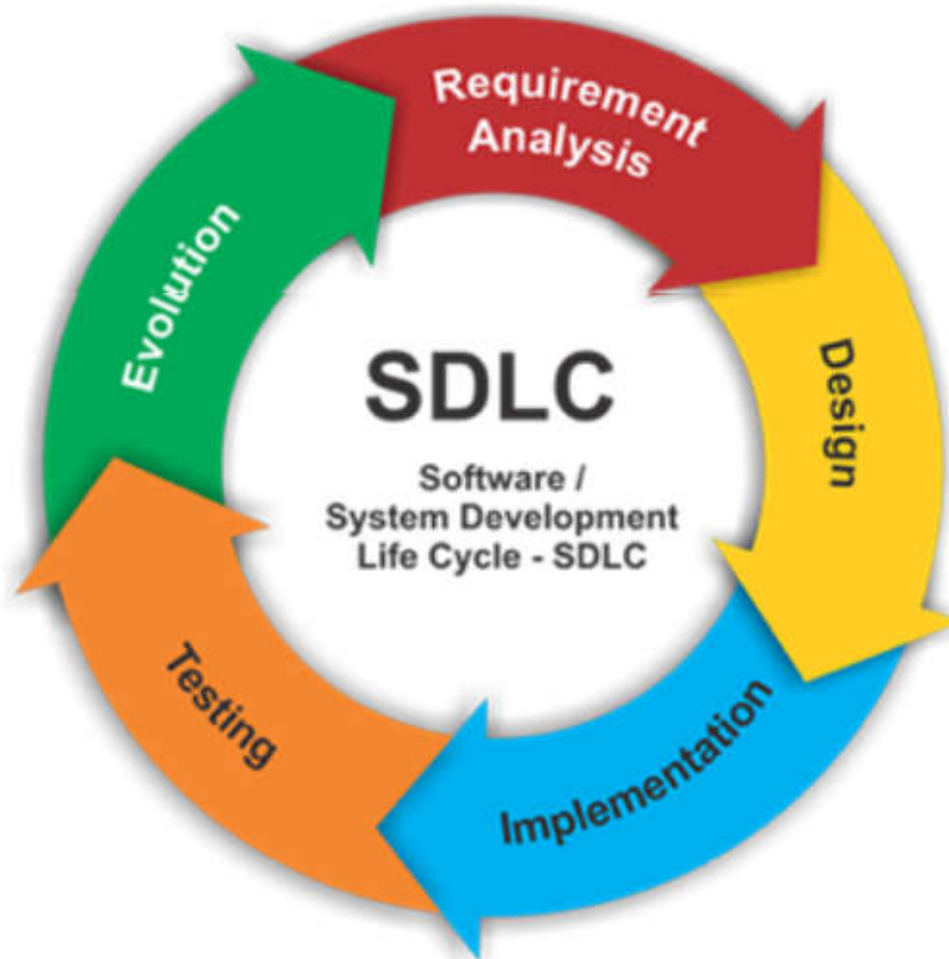 Requirement
Analysis
Design
Implementation
Testing
Evolution
SDLC
Software /
System Development
Life Cycle - SDLC